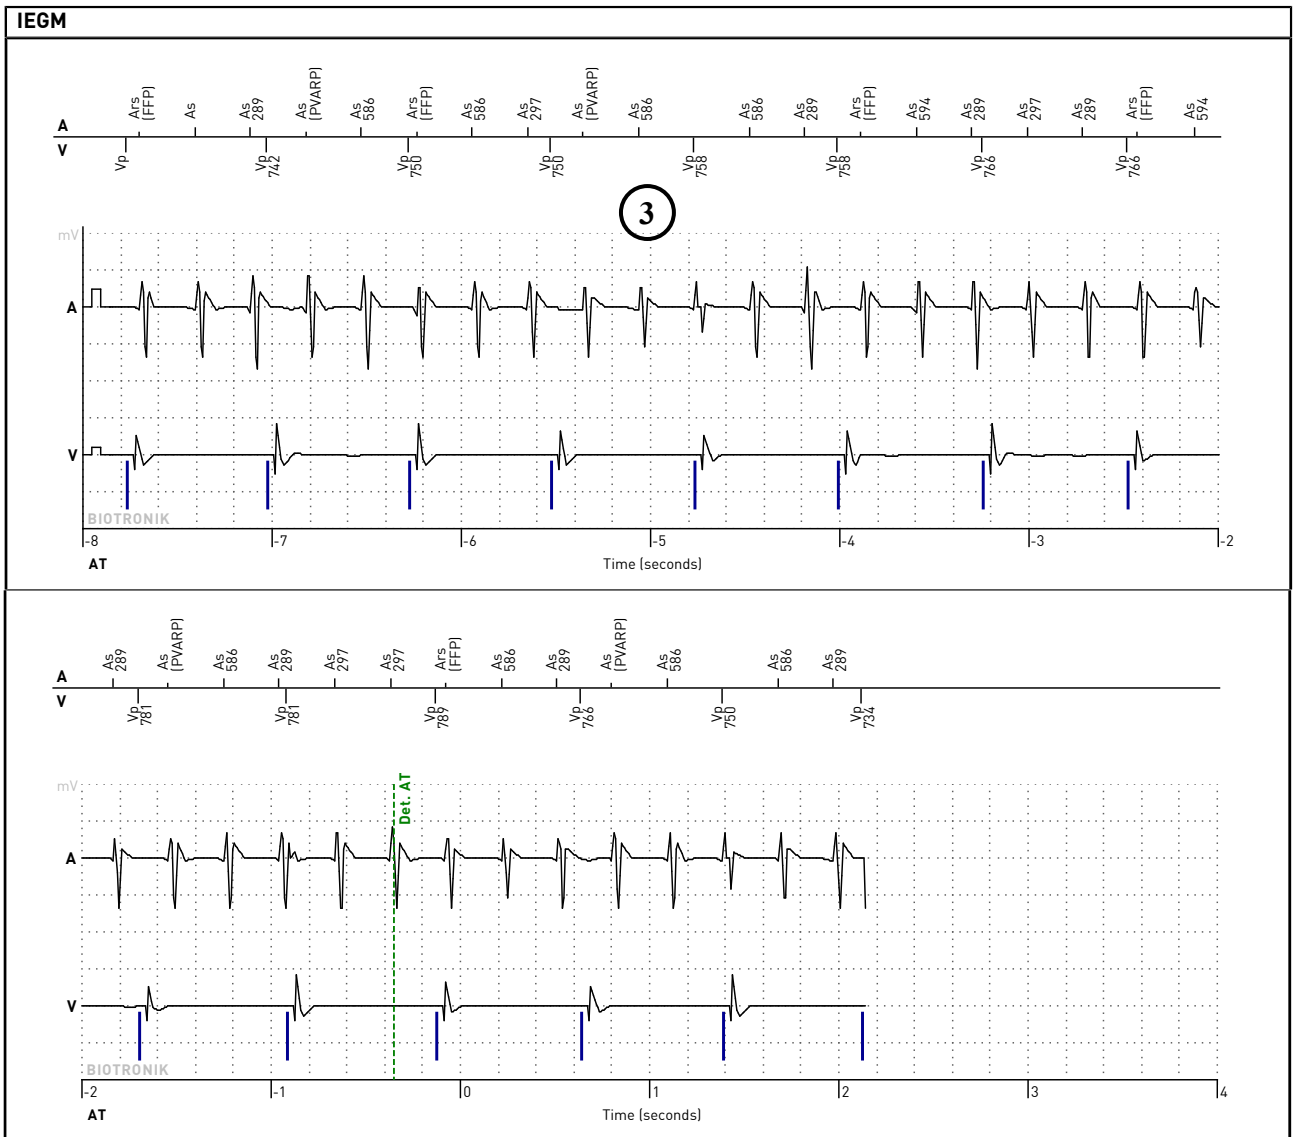 IEGM
Ars (FFP) As As 289 As (PVARP) As 586 Ars (FFP) As 586 As 297 As (PVARP) As 586 As 586 As 289 Ars (FFP) As 594 As 289 As 297 As 289 Ars (FFP) As 594
A
V
Vp Vp 742 Vp 750 Vp 750 Vp 758 Vp 758 Vp 766 Vp 766
3
mV
A
V
BIOTRONIK
-8 -7 -6 -5 -4 -3 -2
AT Time (seconds)
As 289 As (PVARP) As 586 As 289 As 297 As 297 Ars (FFP) As 586 As 289 As (PVARP) As 586 As 586 As 289
A
V
Vp 781 Vp 781 Vp 789 Vp 766 Vp 750 Vp 734
Det. AT
mV
A
V
BIOTRONIK
-2 -1 0 1 2 3 4
AT Time (seconds)